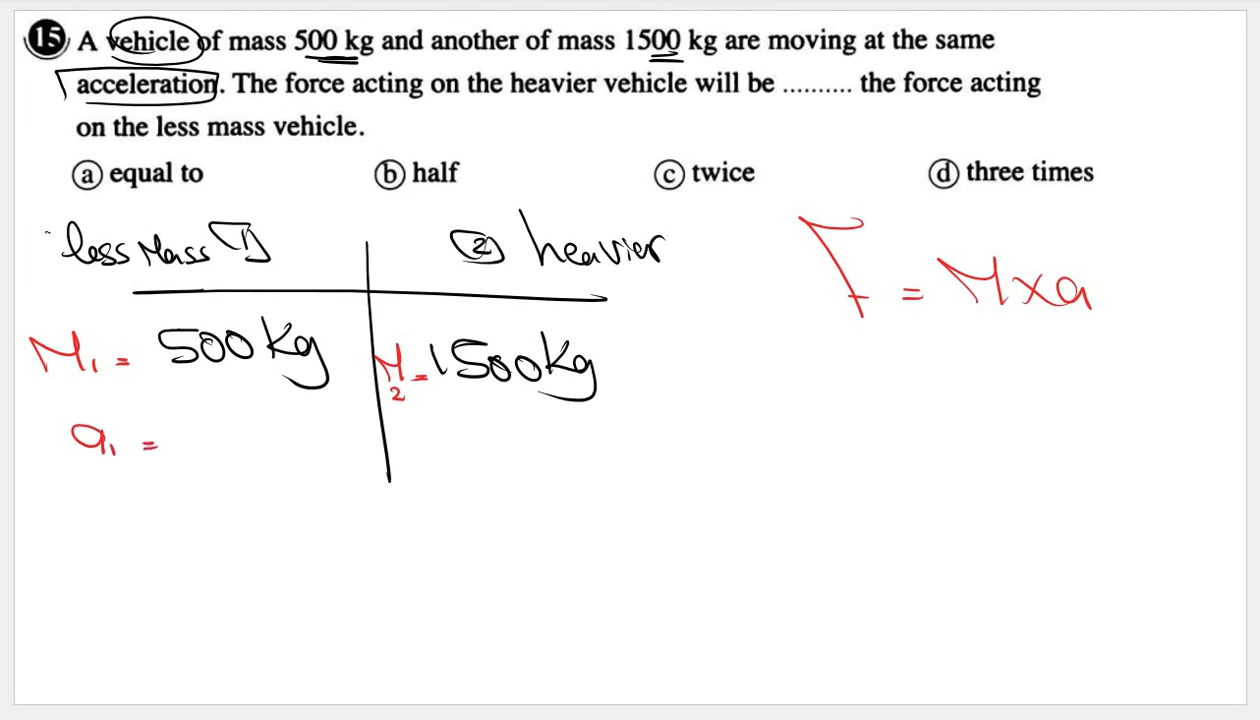 15 A vehicle of mass 500 kg and another of mass 1500 kg are moving at the same
acceleration. The force acting on the heavier vehicle will be .......... the force acting
on the less mass vehicle.
a equal to b half c twice d three times
less Mass 1 2 heavier
F = M x a
M1 = 500 kg M2 = 1500 kg
a1 =